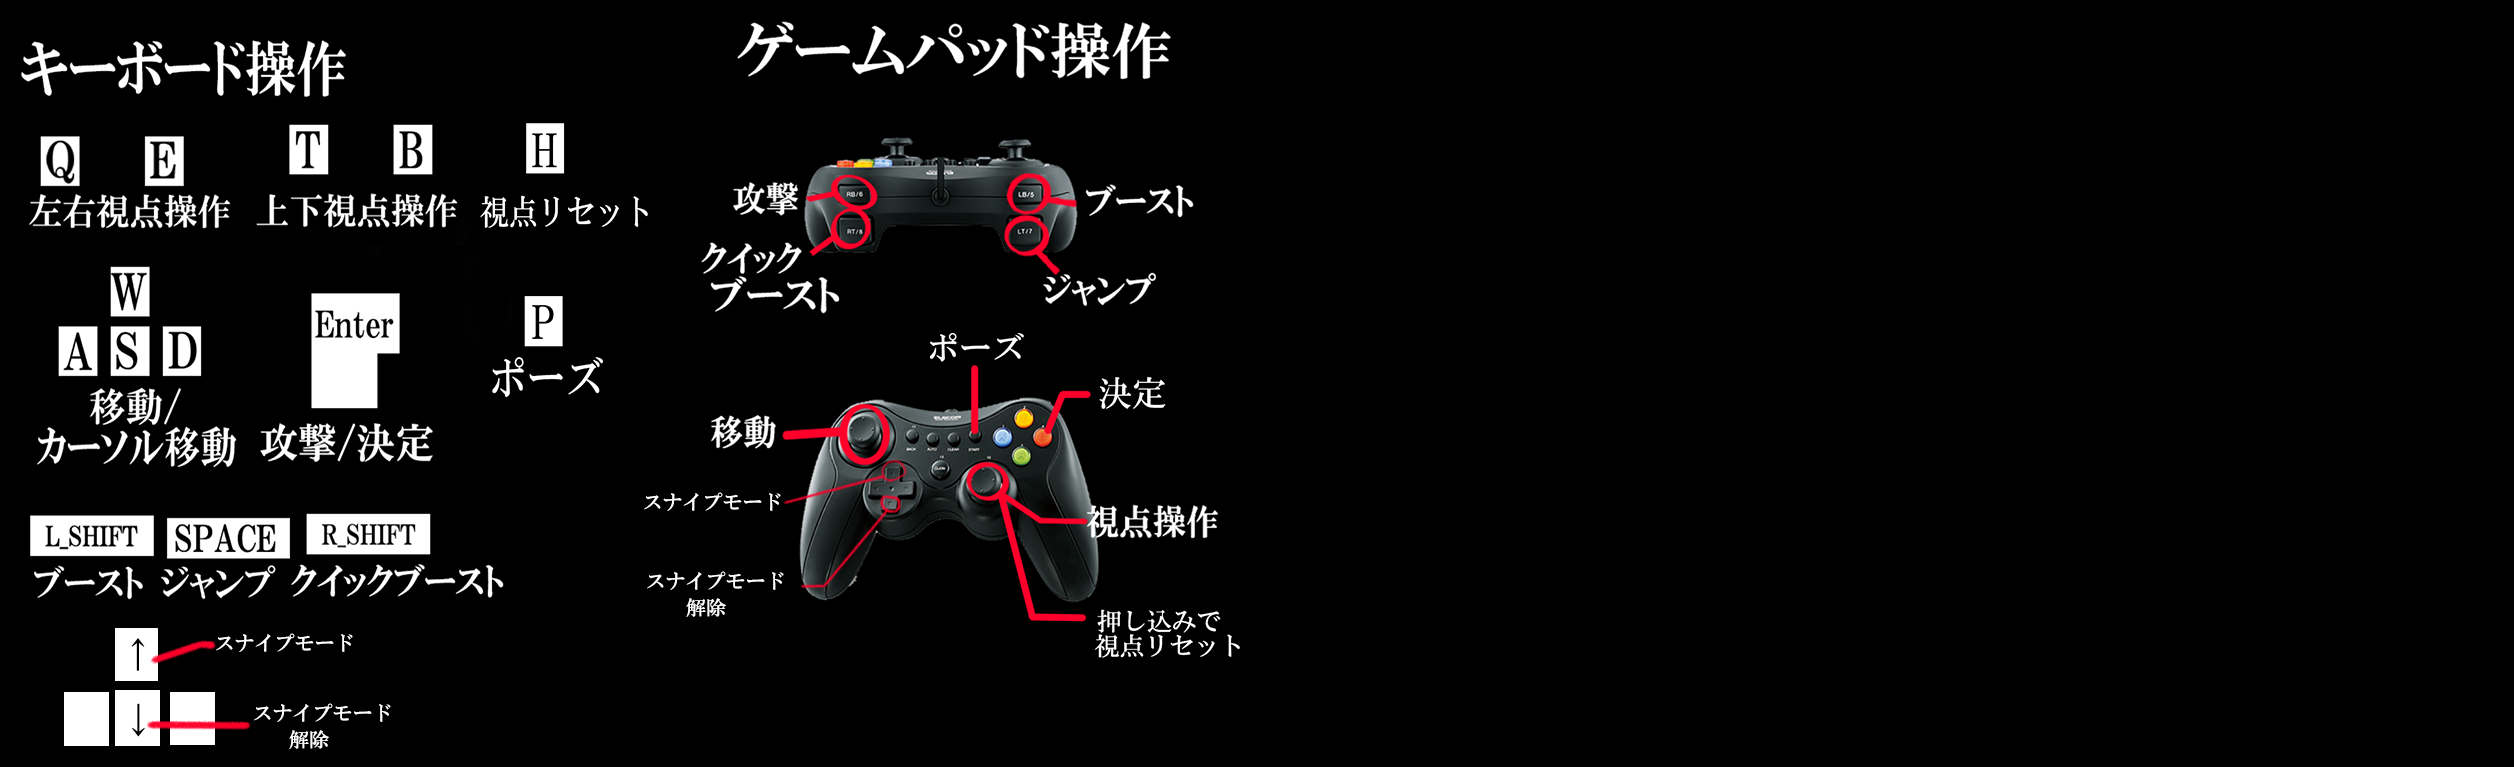 キーボード操作
Q E
左右視点操作
T B
上下視点操作
H
視点リセット
W
A S D
移動/
カーソル移動
Enter
攻撃/決定
P
ポーズ
L_SHIFT
ブースト
SPACE
ジャンプ
R_SHIFT
クイックブースト
↑
スナイプモード
↓
スナイプモード
解除
ゲームパッド操作
攻撃
RB/6
LB/5
ブースト
クイック
ブースト
RT/8
LT/7
ジャンプ
ポーズ
決定
移動
BACK AUTO CLEAR START
スナイプモード
視点操作
スナイプモード
解除
押し込みで
視点リセット